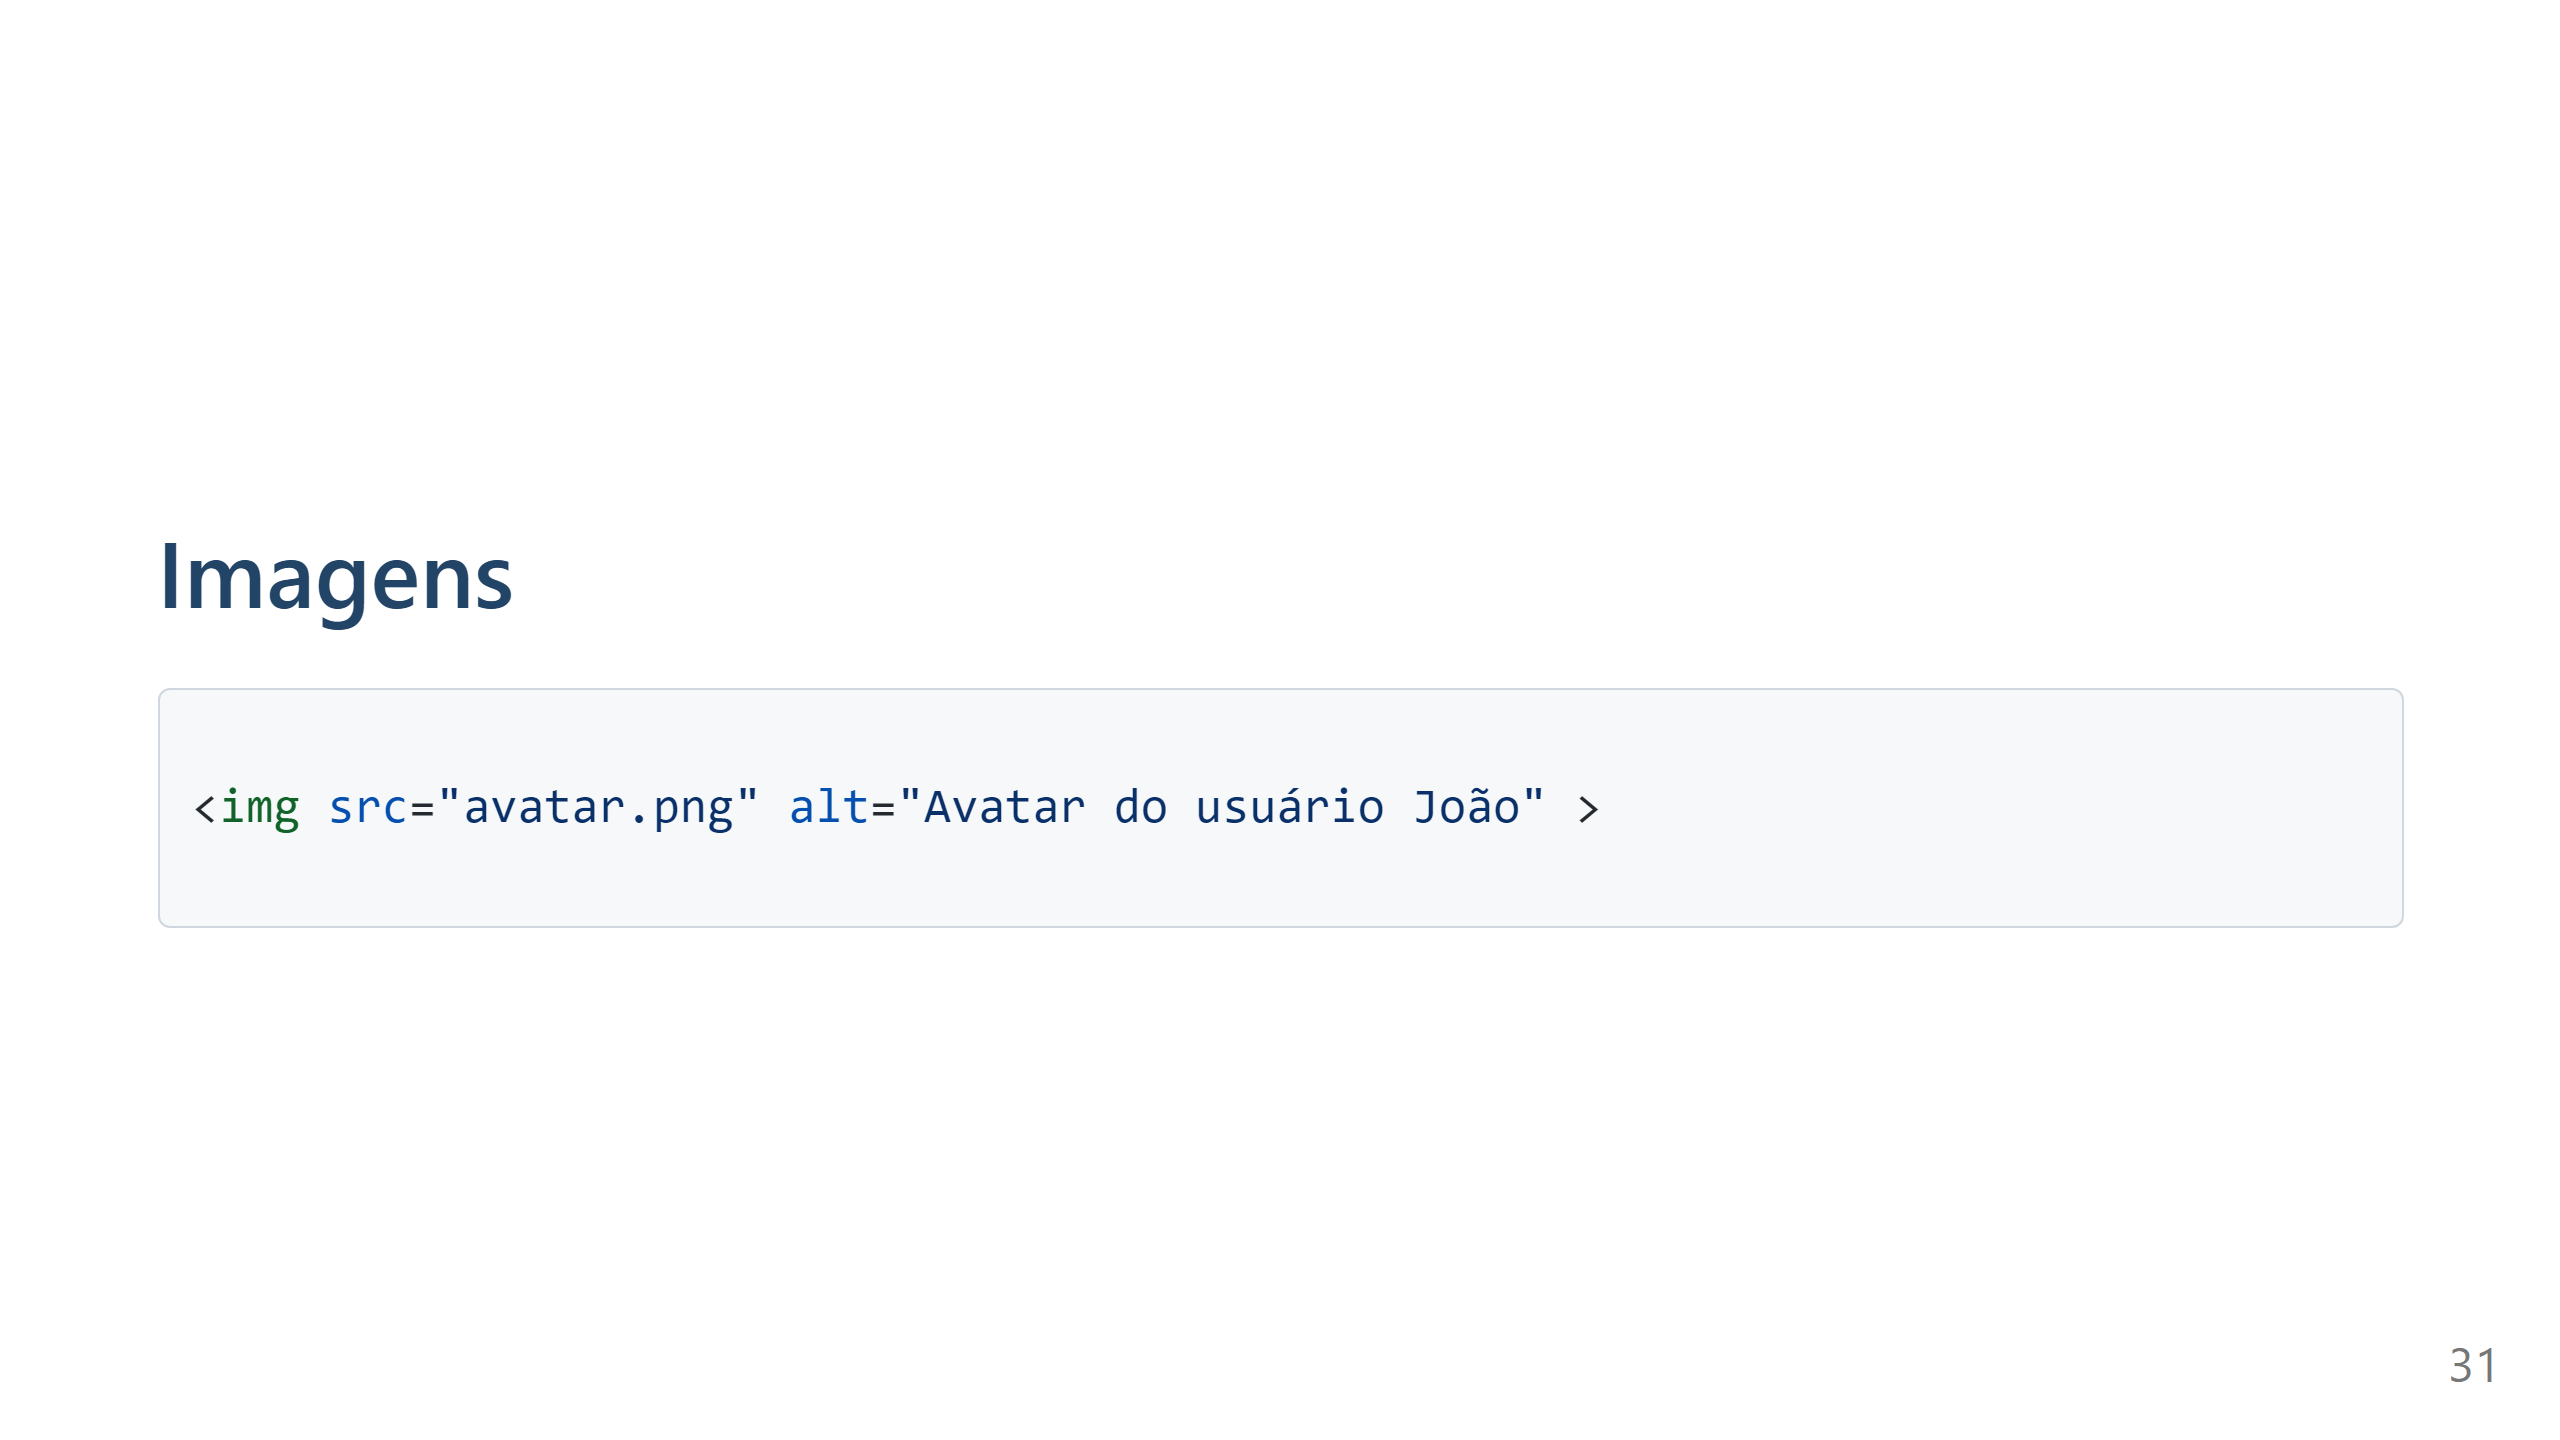 Imagens
<img src="avatar.png" alt="Avatar do usuário João" >
31